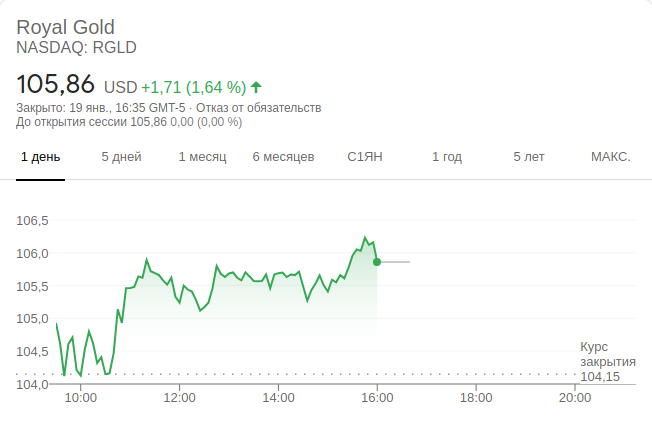 Royal Gold
NASDAQ: RGLD
105,86 USD +1,71 (1,64 %)
Закрыто: 19 янв., 16:35 GMT-5 · Отказ от обязательств
До открытия сессии 105,86 0,00 (0,00 %)
1 день 5 дней 1 месяц 6 месяцев С1ЯН 1 год 5 лет МАКС.
106,5
106,0
105,5
105,0
104,5
104,0
Курс
закрытия
104,15
10:00 12:00 14:00 16:00 18:00 20:00